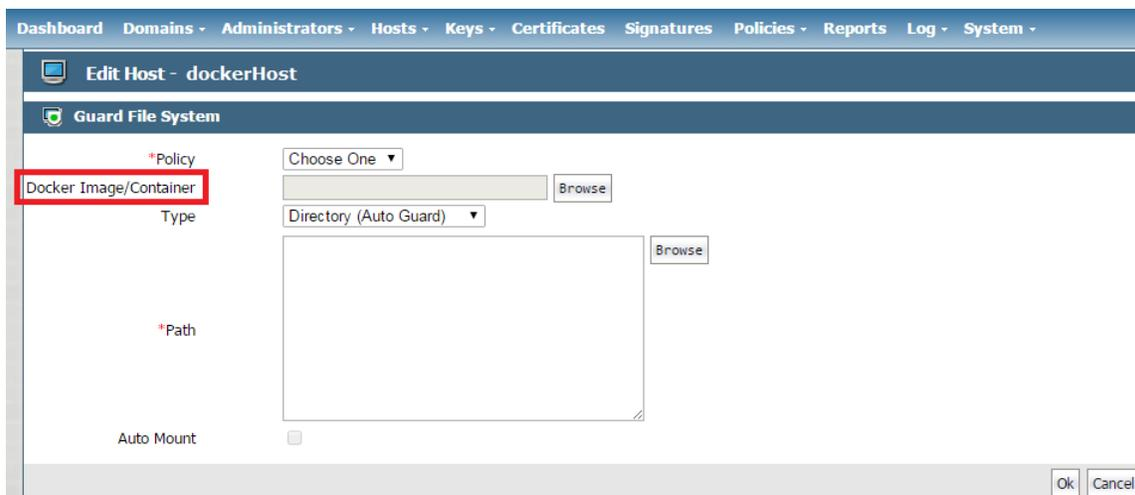 Dashboard Domains Administrators Hosts Keys Certificates Signatures Policies Reports Log System
Edit Host - dockerHost
Guard File System
*Policy Choose One
Docker Image/Container Browse
Type Directory (Auto Guard)
Browse
*Path
Auto Mount
Ok Cancel